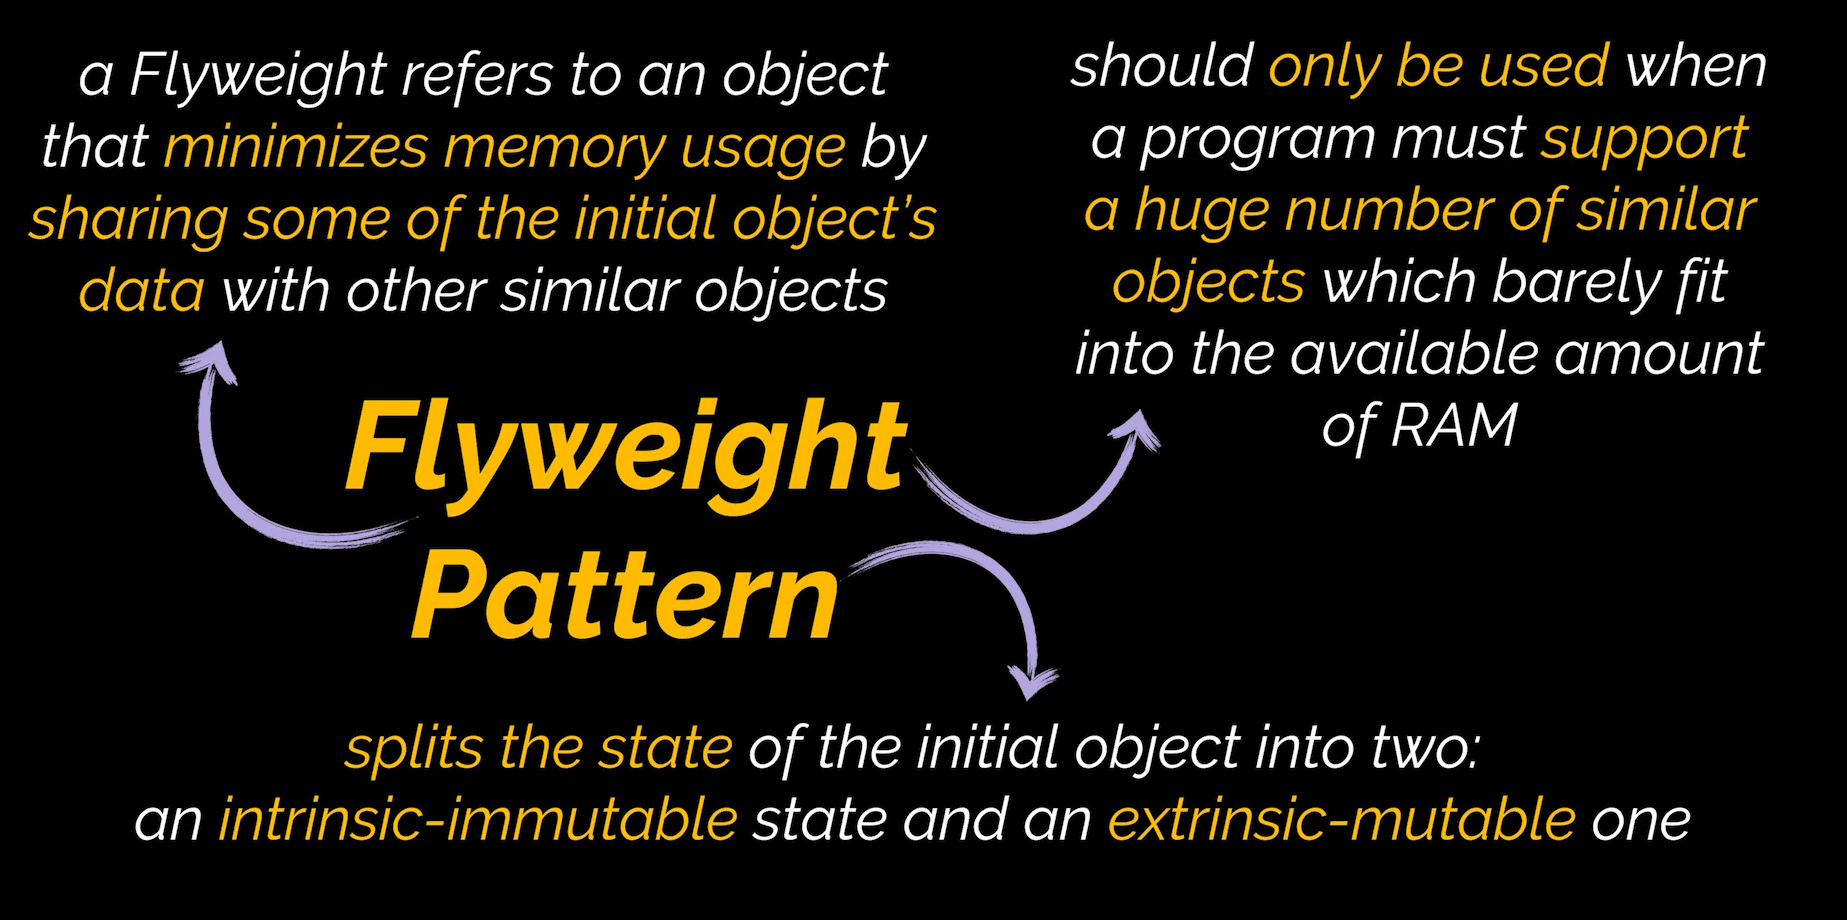 a Flyweight refers to an object
that minimizes memory usage by
sharing some of the initial object’s
data with other similar objects
should only be used when
a program must support
a huge number of similar
objects which barely fit
into the available amount
of RAM
Flyweight
Pattern
splits the state of the initial object into two:
an intrinsic-immutable state and an extrinsic-mutable one